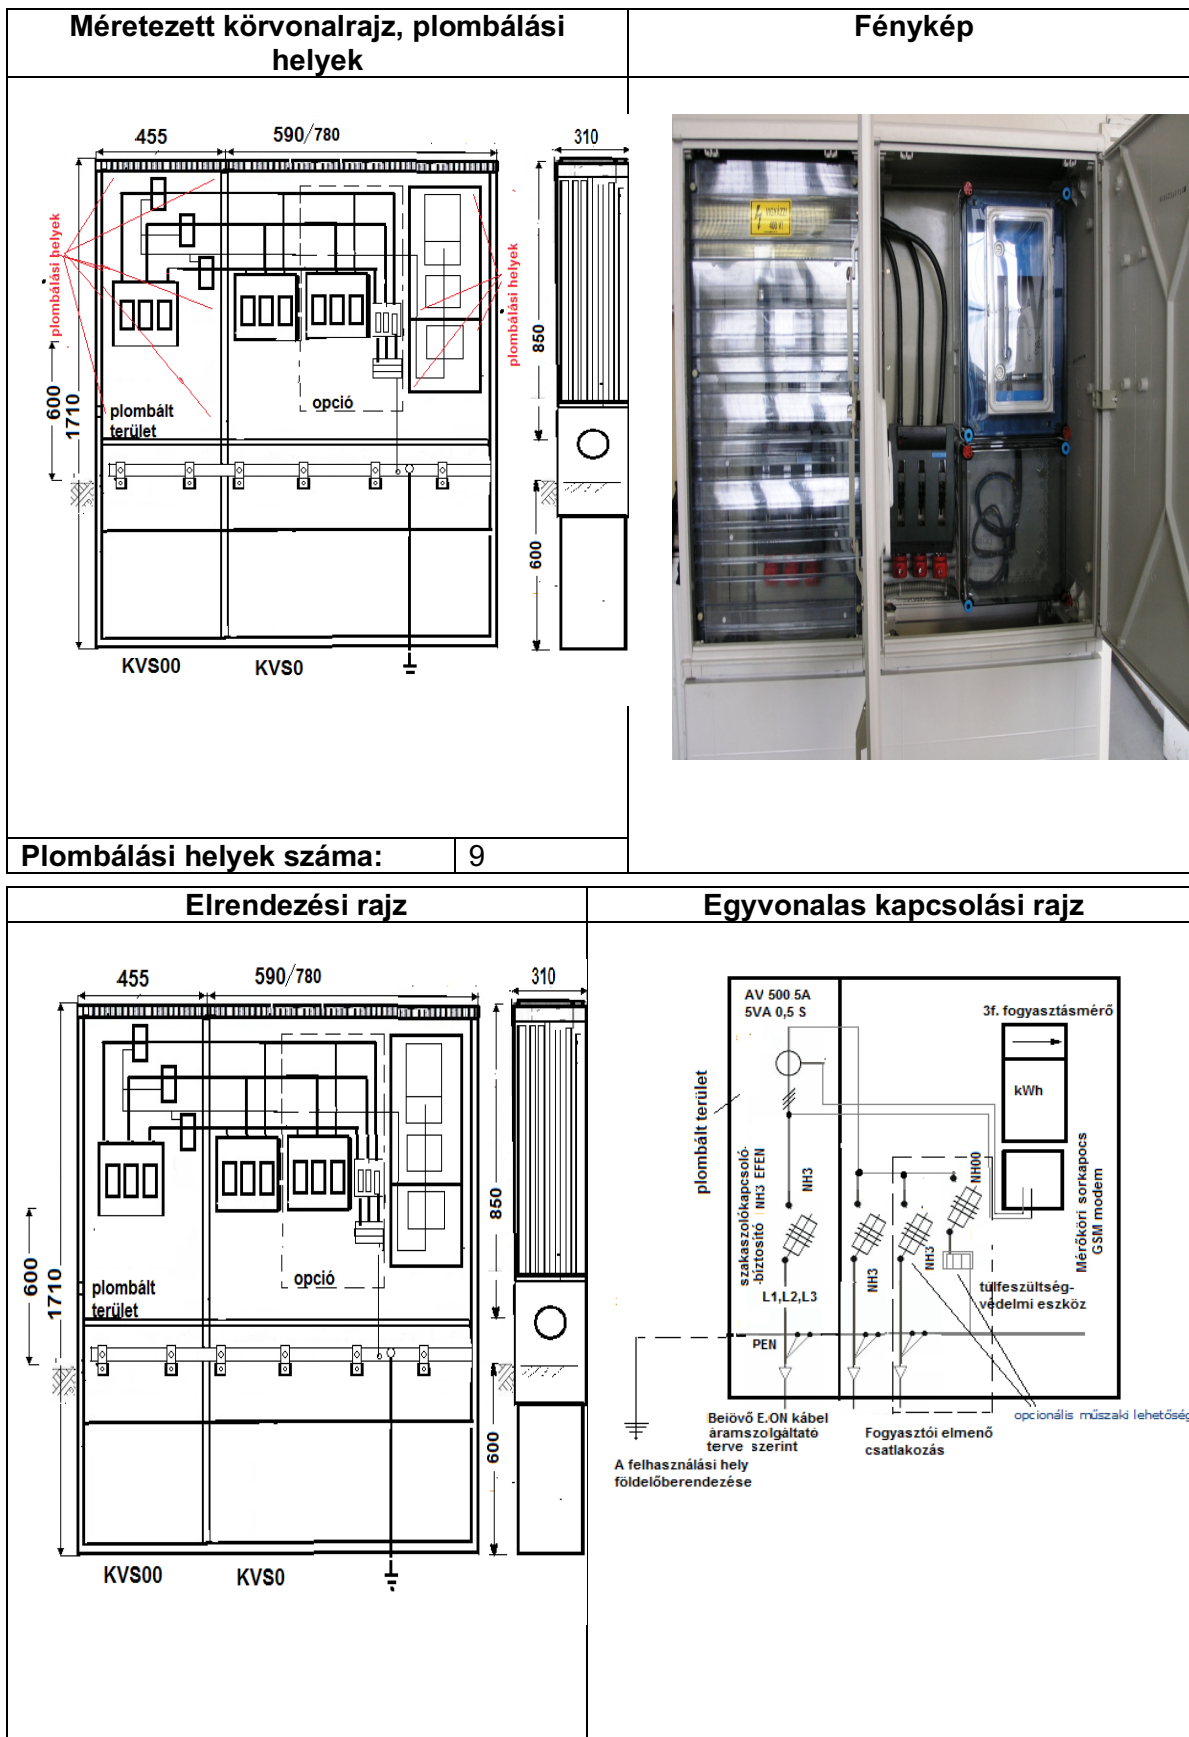 Méretezett körvonalrajz, plombálási
helyek
Fénykép
455
590/780
310
plombálási helyek
plombálási helyek
850
600
1710
plombált
terület
opció
600
KVS00
KVS0
VIGYÁZZ!
400 V!
Plombálási helyek száma:
9
Elrendezési rajz
Egyvonalas kapcsolási rajz
455
590/780
310
850
600
1710
plombált
terület
opció
600
KVS00
KVS0
AV 500 5A
5VA 0,5 S
3f. fogyasztásmérő
kWh
plombált terület
szakaszolókapcsoló-
-biztosító NH3 EFEN
NH3
NH3
NH3
NH00
Mérőköri sorkapocs
GSM modem
L1,L2,L3
túlfeszültség-
védelmi eszköz
PEN
opcionális műszaki lehetőség
Beiövő E.ON kábel
áramszolgáltató
terve szerint
Fogyasztói elmenő
csatlakozás
A felhasználási hely
földelőberendezése